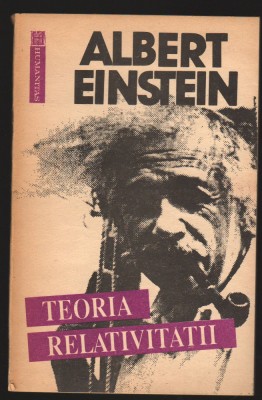 HUMANITAS
ALBERT
EINSTEIN
TEORIA
RELATIVITATII